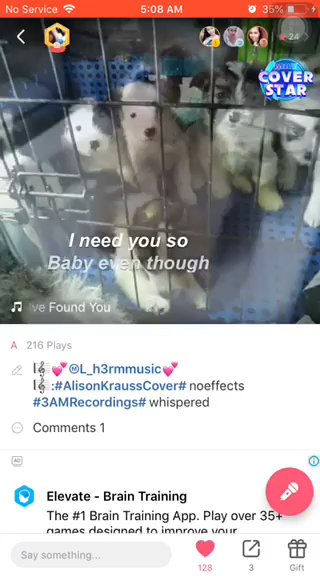 No Service 5:08 AM 35%
24
COVER
STAR
I need you so
Baby even though
ve Found You
A 216 Plays
L_h3rmmusic
:#AlisonKraussCover# noeffects
#3AMRecordings# whispered
Comments 1
AD
Elevate - Brain Training
The #1 Brain Training App. Play over 35+
games designed to improve your
Say something...
128
3
Gift